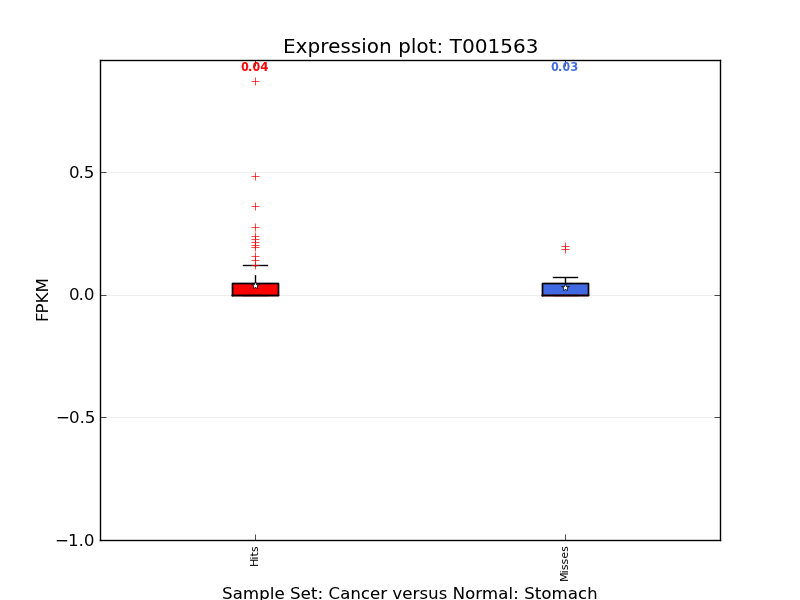 Expression plot: T001563
0.04
0.03
0.5
0.0
−0.5
−1.0
FPKM
Hits
Misses
Sample Set: Cancer versus Normal: Stomach